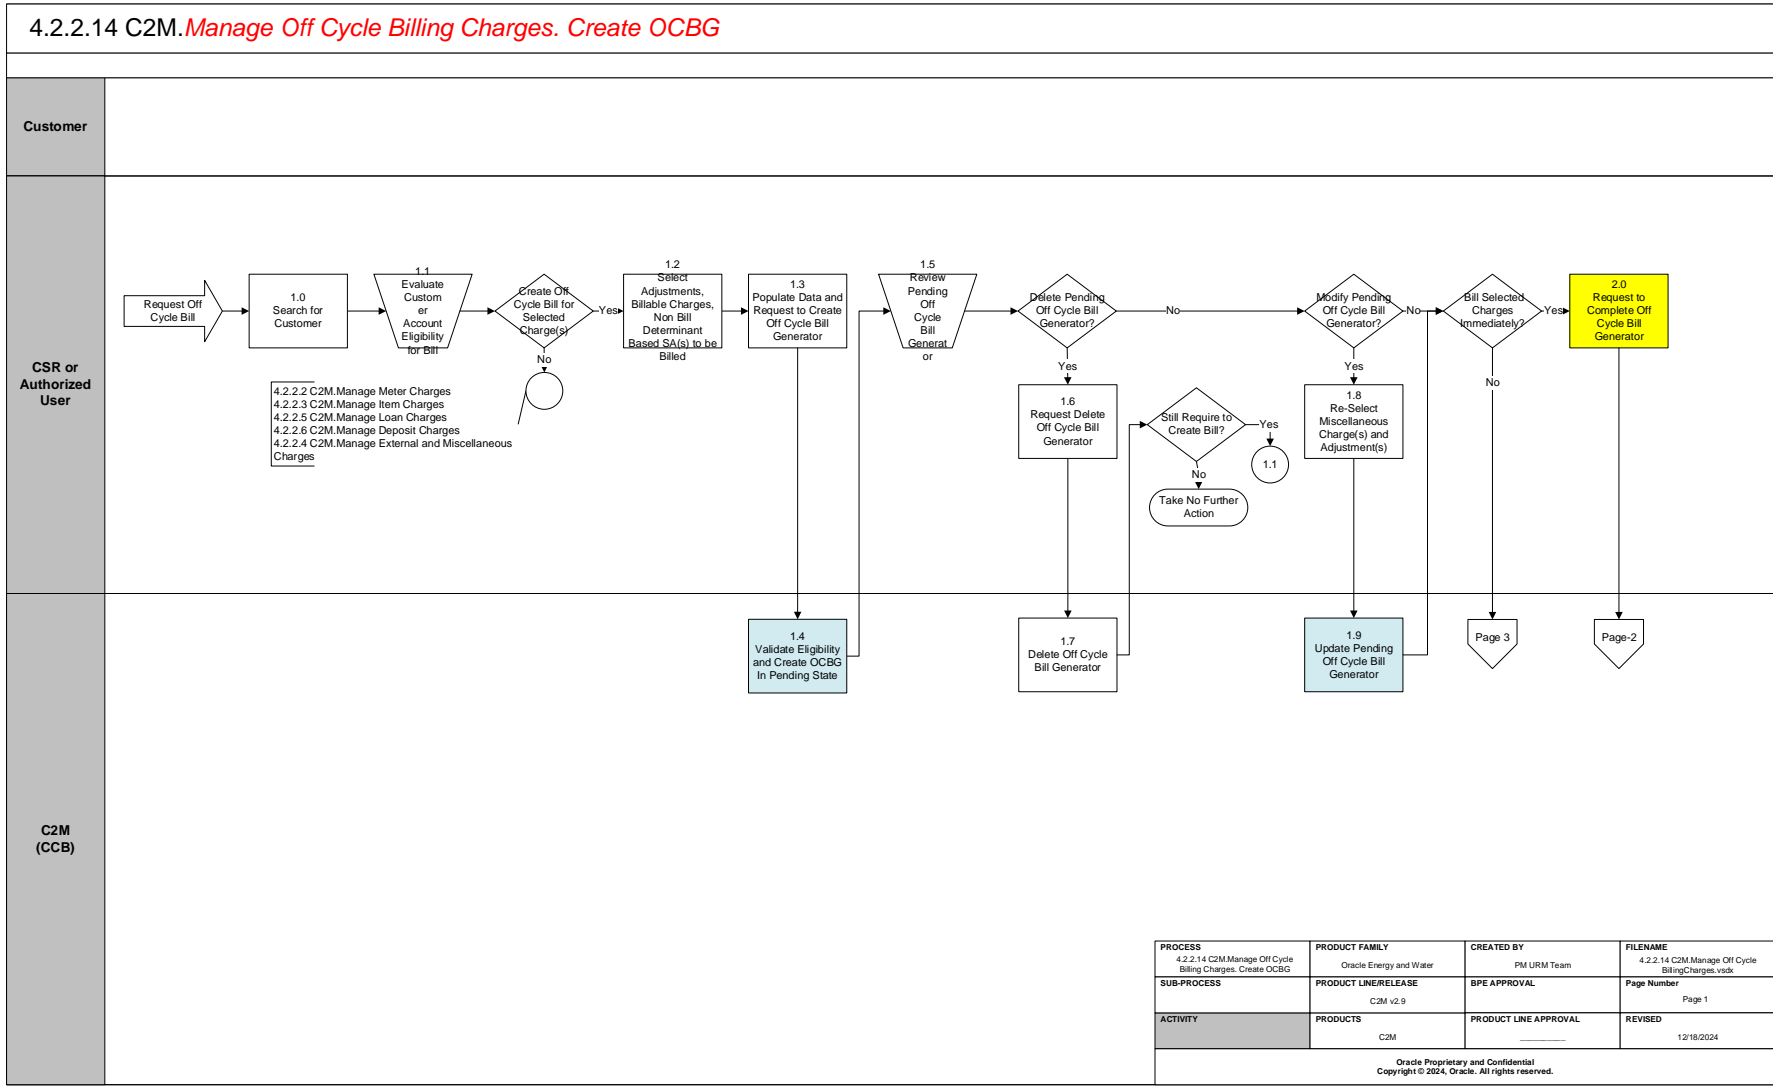 4.2.2.14 C2M.Manage Off Cycle Billing Charges. Create OCBG
Customer
CSR or
Authorized
User
Request Off
Cycle Bill
1.0
Search for
Customer
1.1
Evaluate
Custom
er
Account
Eligibility
for Bill
Create Off
Cycle Bill for
Selected
Charge(s)
Yes
No
4.2.2.2 C2M.Manage Meter Charges
4.2.2.3 C2M.Manage Item Charges
4.2.2.5 C2M.Manage Loan Charges
4.2.2.6 C2M.Manage Deposit Charges
4.2.2.4 C2M.Manage External and Miscellaneous
Charges
1.2
Select
Adjustments,
Billable Charges,
Non Bill
Determinant
Based SA(s) to be
Billed
1.3
Populate Data and
Request to Create
Off Cycle Bill
Generator
1.5
Review
Pending
Off
Cycle
Bill
Generat
or
Delete Pending
Off Cycle Bill
Generator?
No
Yes
1.6
Request Delete
Off Cycle Bill
Generator
Still Require to
Create Bill?
Yes
1.1
No
Take No Further
Action
Modify Pending
Off Cycle Bill
Generator?
No
Yes
1.8
Re-Select
Miscellaneous
Charge(s) and
Adjustment(s)
Bill Selected
Charges
Immediately?
Yes
No
2.0
Request to
Complete Off
Cycle Bill
Generator
C2M
(CCB)
1.4
Validate Eligibility
and Create OCBG
In Pending State
1.7
Delete Off Cycle
Bill Generator
1.9
Update Pending
Off Cycle Bill
Generator
Page 3
Page-2
PROCESS
4.2.2.14 C2M.Manage Off Cycle
Billing Charges. Create OCBG
PRODUCT FAMILY
Oracle Energy and Water
CREATED BY
PM URM Team
FILENAME
4.2.2.14 C2M.Manage Off Cycle
BillingCharges.vsdx
SUB-PROCESS
PRODUCT LINE/RELEASE
C2M v2.9
BPE APPROVAL
Page Number
Page 1
ACTIVITY
PRODUCTS
C2M
PRODUCT LINE APPROVAL
___________
REVISED
12/18/2024
Oracle Proprietary and Confidential
Copyright © 2024, Oracle. All rights reserved.